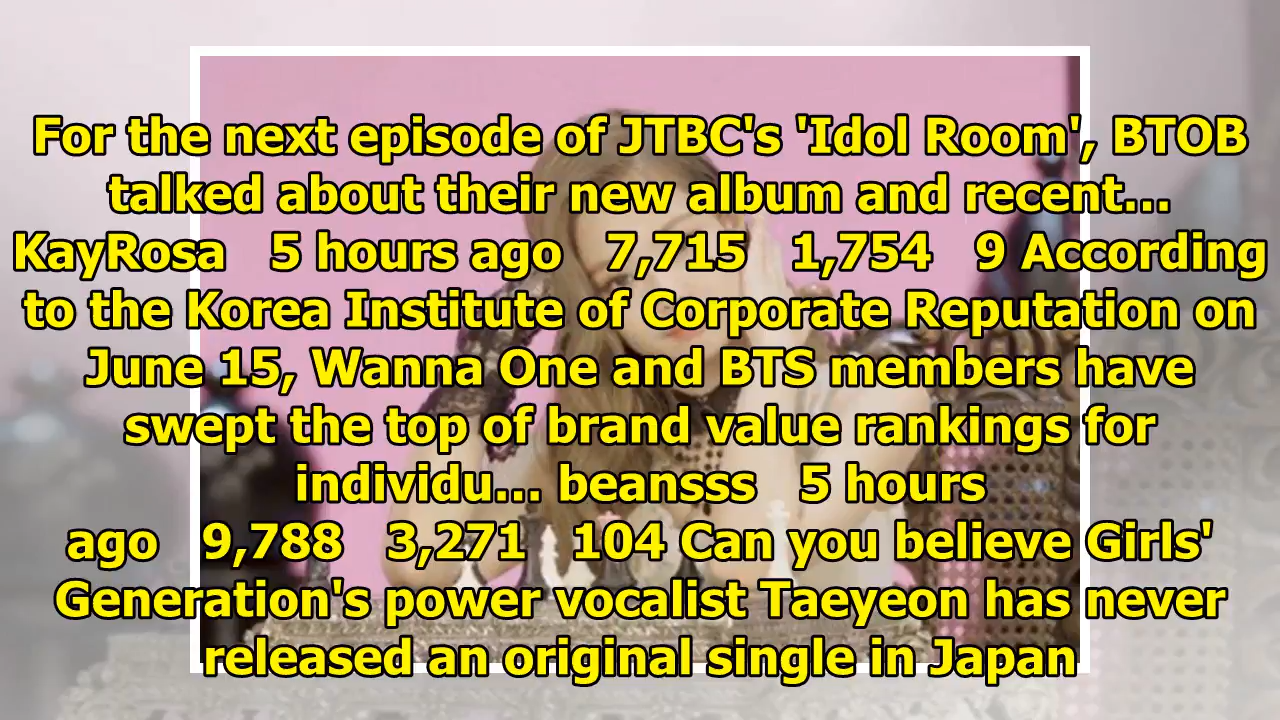 For the next episode of JTBC's 'Idol Room', BTOB
talked about their new album and recent...
KayRosa 5 hours ago 7,715 1,754 9 According
to the Korea Institute of Corporate Reputation on
June 15, Wanna One and BTS members have
swept the top of brand value rankings for
individu... beansss 5 hours
ago 9,788 3,271 104 Can you believe Girls'
Generation's power vocalist Taeyeon has never
released an original single in Japan